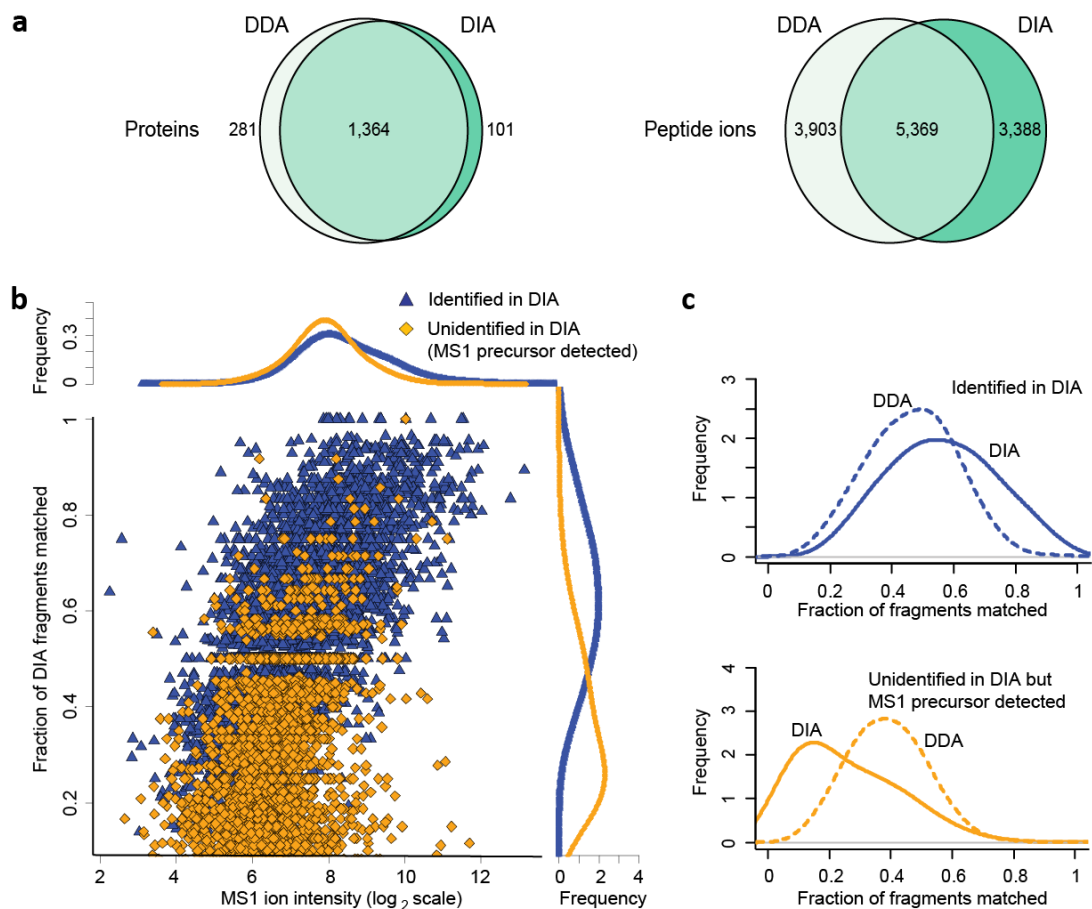 a
DDA
DIA
Proteins
281
1,364
101
DDA
DIA
Peptide ions
3,903
5,369
3,388
b
Frequency
0.3
0
Identified in DIA
Unidentified in DIA
(MS1 precursor detected)
Fraction of DIA fragments matched
1
0.8
0.6
0.4
0.2
2 4 6 8 10 12
MS1 ion intensity (log 2 scale)
0 2 4
Frequency
c
Frequency
3
2
1
0
Identified in DIA
DDA
DIA
0 0.2 0.4 0.6 0.8 1
Fraction of fragments matched
Frequency
4
3
2
1
0
Unidentified in DIA but
MS1 precursor detected
DIA
DDA
0 0.2 0.4 0.6 0.8 1
Fraction of fragments matched